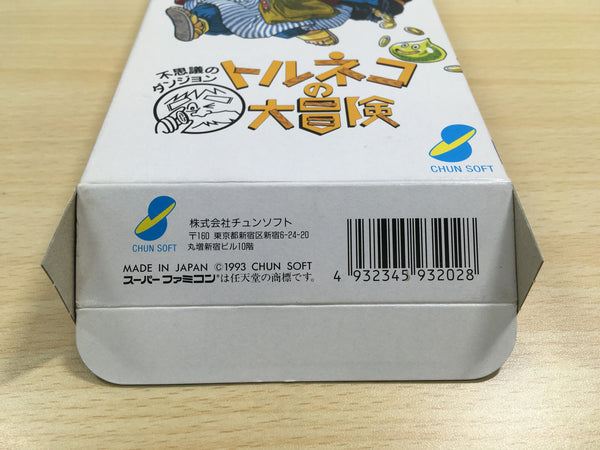 不思議の
ダンジョン
トルネコ
の
大冒険
CHUN SOFT
CHUN SOFT
株式会社チュンソフト
〒160 東京都新宿区新宿6-24-20
丸増新宿ビル10階
MADE IN JAPAN ©1993 CHUN SOFT
スーパーファミコンは任天堂の商標です。
4 932345 932028